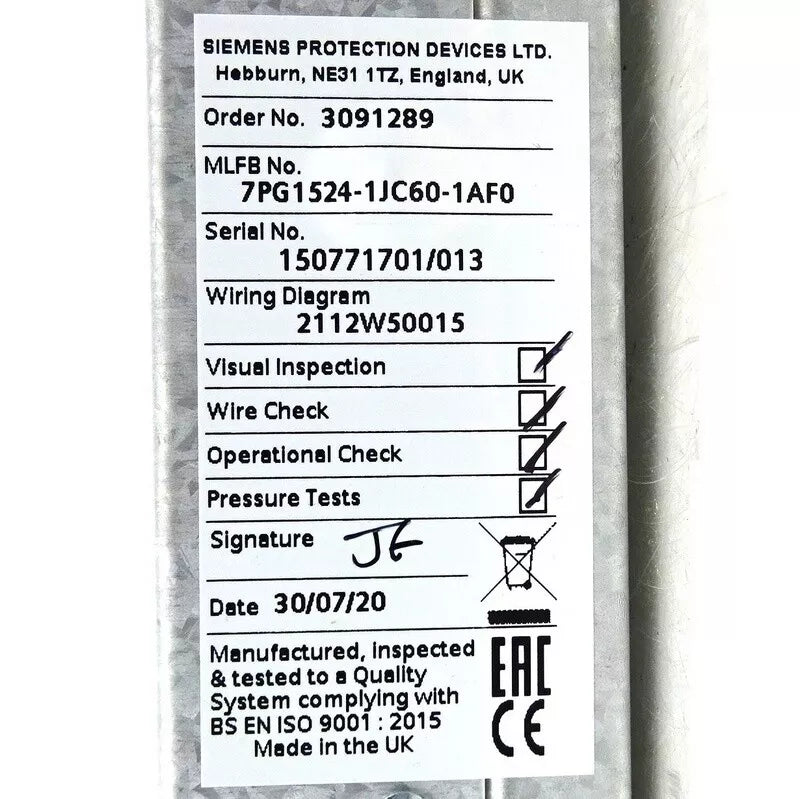 SIEMENS PROTECTION DEVICES LTD.
Hebburn, NE31 1TZ, England, UK
Order No. 3091289
MLFB No.
7PG1524-1JC60-1AF0
Serial No.
150771701/013
Wiring Diagram
2112W50015
Visual Inspection
Wire Check
Operational Check
Pressure Tests
Signature JE
Date 30/07/20
Manufactured, inspected
& tested to a Quality
System complying with
BS EN ISO 9001 : 2015
Made in the UK
EAC
CE